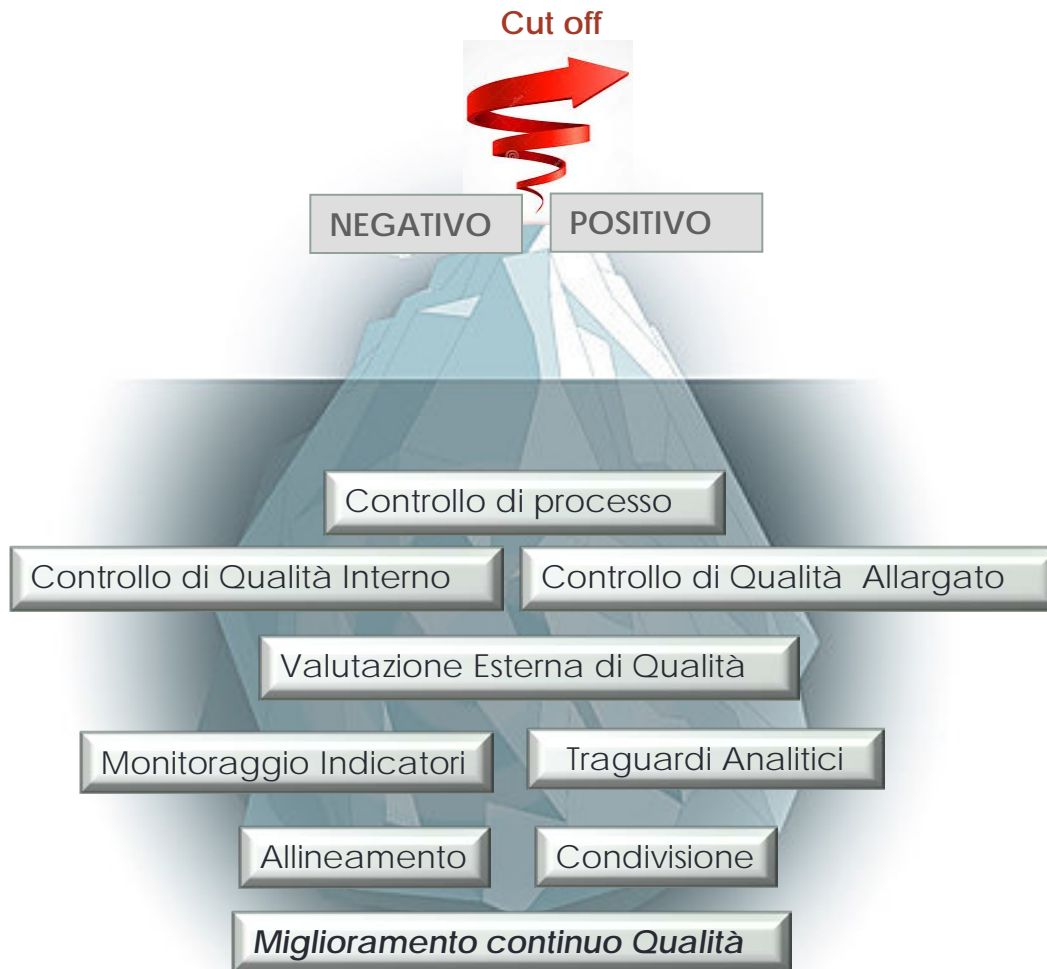 Cut off
NEGATIVO
POSITIVO
Controllo di processo
Controllo di Qualità Interno
Controllo di Qualità Allargato
Valutazione Esterna di Qualità
Monitoraggio Indicatori
Traguardi Analitici
Allineamento
Condivisione
Miglioramento continuo Qualità